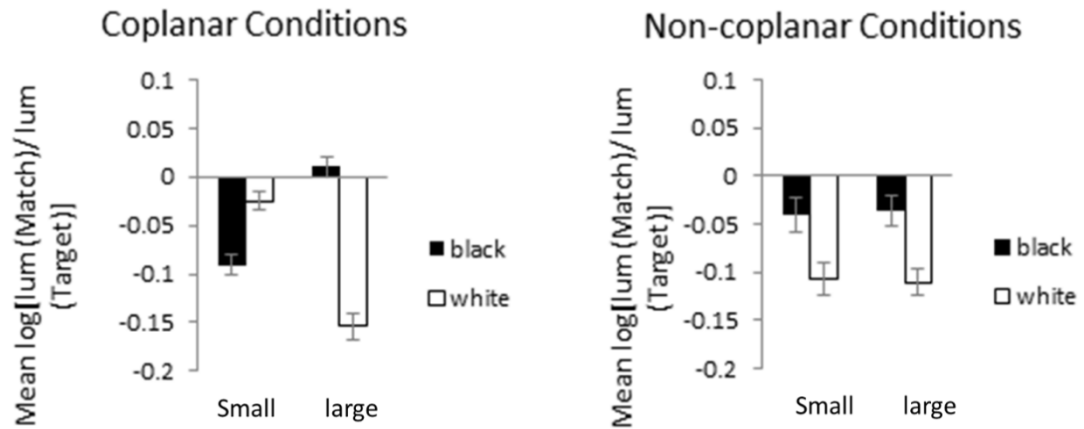 Coplanar Conditions
Mean log[lum (Match)/ lum
(Target)]
0.1
0.05
0
-0.05
-0.1
-0.15
-0.2
Small large
black
white
Non-coplanar Conditions
Mean log[lum (Match)/ lum
(Target)]
0.1
0.05
0
-0.05
-0.1
-0.15
-0.2
Small large
black
white